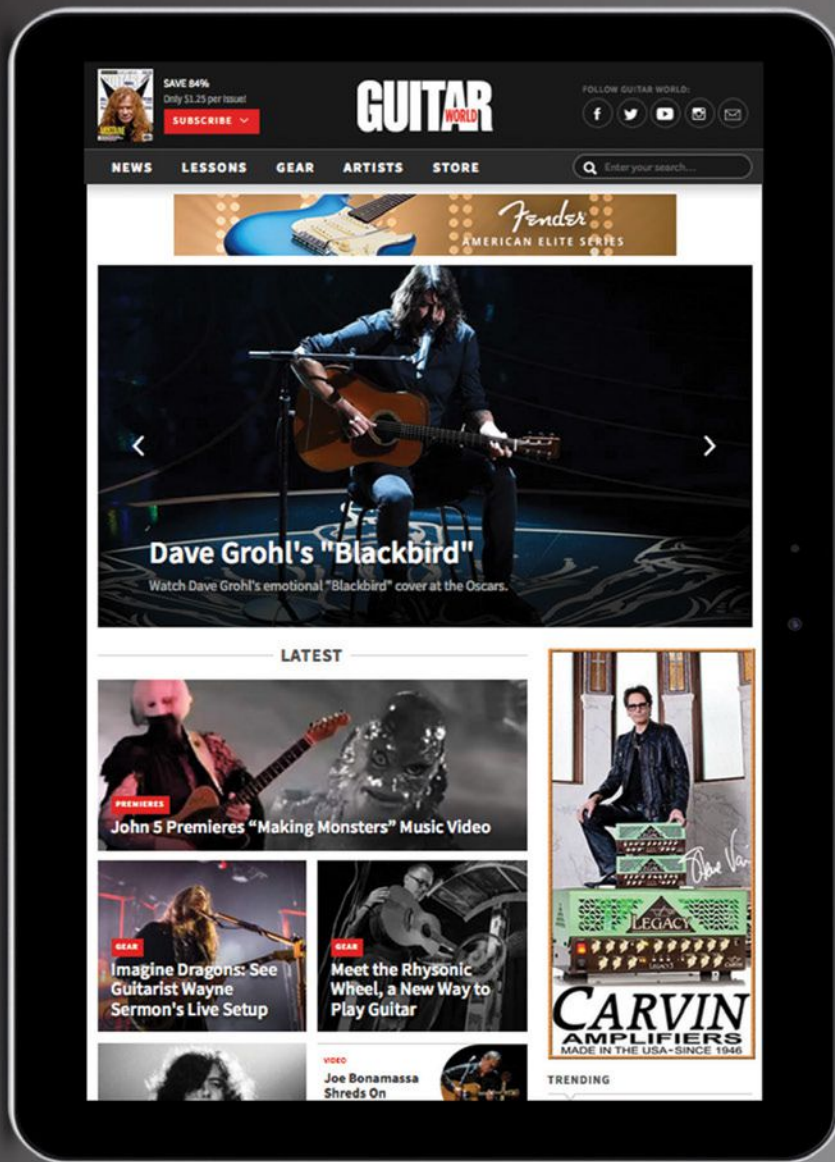 SAVE 84%
Only $1.25 per Issue!
SUBSCRIBE
MUSTAINE
GUITAR
WORLD
FOLLOW GUITAR WORLD:
NEWS LESSONS GEAR ARTISTS STORE
Enter your search...
Fender
AMERICAN ELITE SERIES
Dave Grohl's "Blackbird"
Watch Dave Grohl's emotional "Blackbird" cover at the Oscars.
LATEST
PREMIERES
John 5 Premieres “Making Monsters” Music Video
GEAR
Imagine Dragons: See
Guitarist Wayne
Sermon's Live Setup
GEAR
Meet the Rhysonic
Wheel, a New Way to
Play Guitar
VIDEO
Joe Bonamassa
Shreds On
Steve Vai
LEGACY
CARVIN
AMPLIFIERS
MADE IN THE USA-SINCE 1946
TRENDING